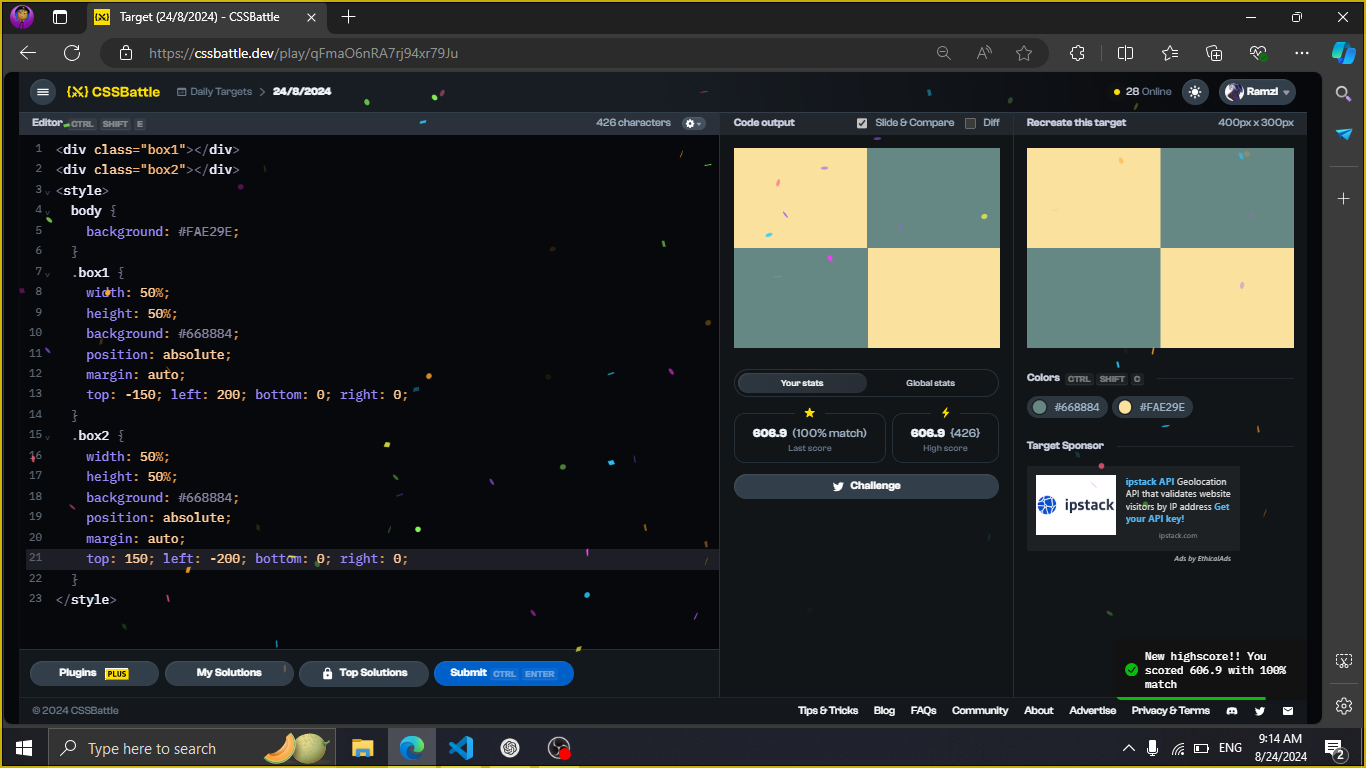 Target (24/8/2024) - CSSBattle
https://cssbattle.dev/play/qFmaO6nRA7rj94xr79Ju
{X} CSSBattle
Daily Targets > 24/8/2024
28 Online
Ramzi
Editor CTRL SHIFT E
426 characters
Code output
Slide & Compare
Diff
Recreate this target
400px x 300px
1 <div class="box1"></div>
2 <div class="box2"></div>
3 <style>
4 body {
5 background: #FAE29E;
6 }
7 .box1 {
8 width: 50%;
9 height: 50%;
10 background: #668884;
11 position: absolute;
12 margin: auto;
13 top: -150; left: 200; bottom: 0; right: 0;
14 }
15 .box2 {
16 width: 50%;
17 height: 50%;
18 background: #668884;
19 position: absolute;
20 margin: auto;
21 top: 150; left: -200; bottom: 0; right: 0;
22 }
23 </style>
Your stats
Global stats
606.9 (100% match)
Last score
606.9 {426}
High score
Challenge
Colors CTRL SHIFT C
#668884
#FAE29E
Target Sponsor
ipstack
ipstack API Geolocation
API that validates website
visitors by IP address Get
your API key!
ipstack.com
Ads by EthicalAds
New highscore!! You
scored 606.9 with 100%
match
Plugins PLUS
My Solutions
Top Solutions
Submit CTRL ENTER
© 2024 CSSBattle
Tips & Tricks
Blog
FAQs
Community
About
Advertise
Privacy & Terms
Type here to search
ENG
9:14 AM
8/24/2024
2